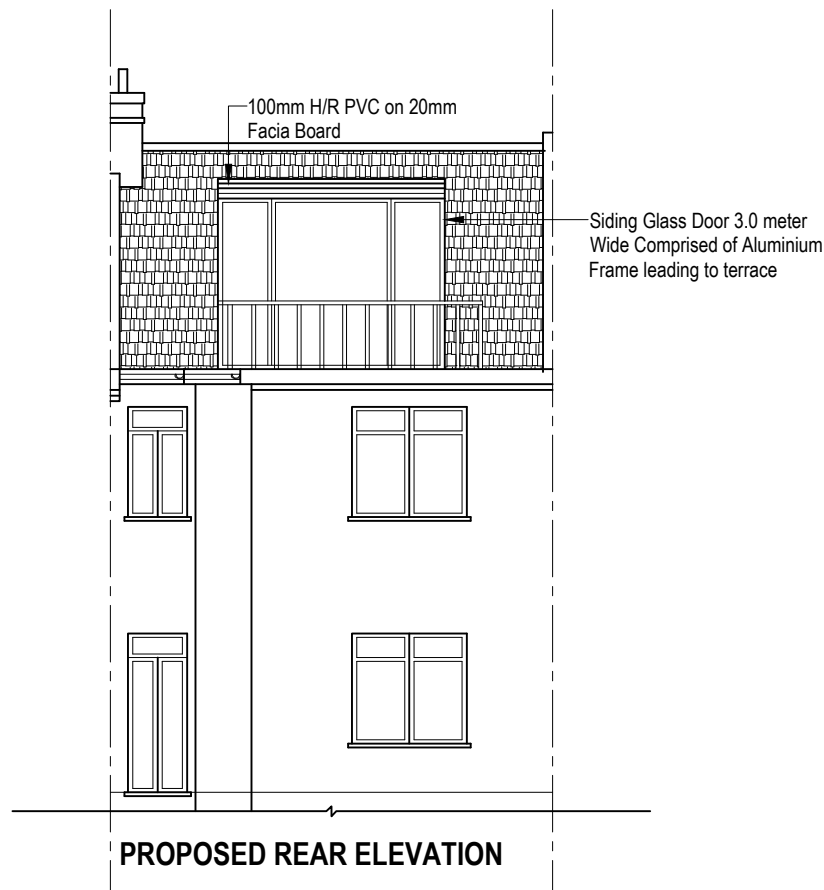 100mm H/R PVC on 20mm
Facia Board
Siding Glass Door 3.0 meter
Wide Comprised of Aluminium
Frame leading to terrace
PROPOSED REAR ELEVATION